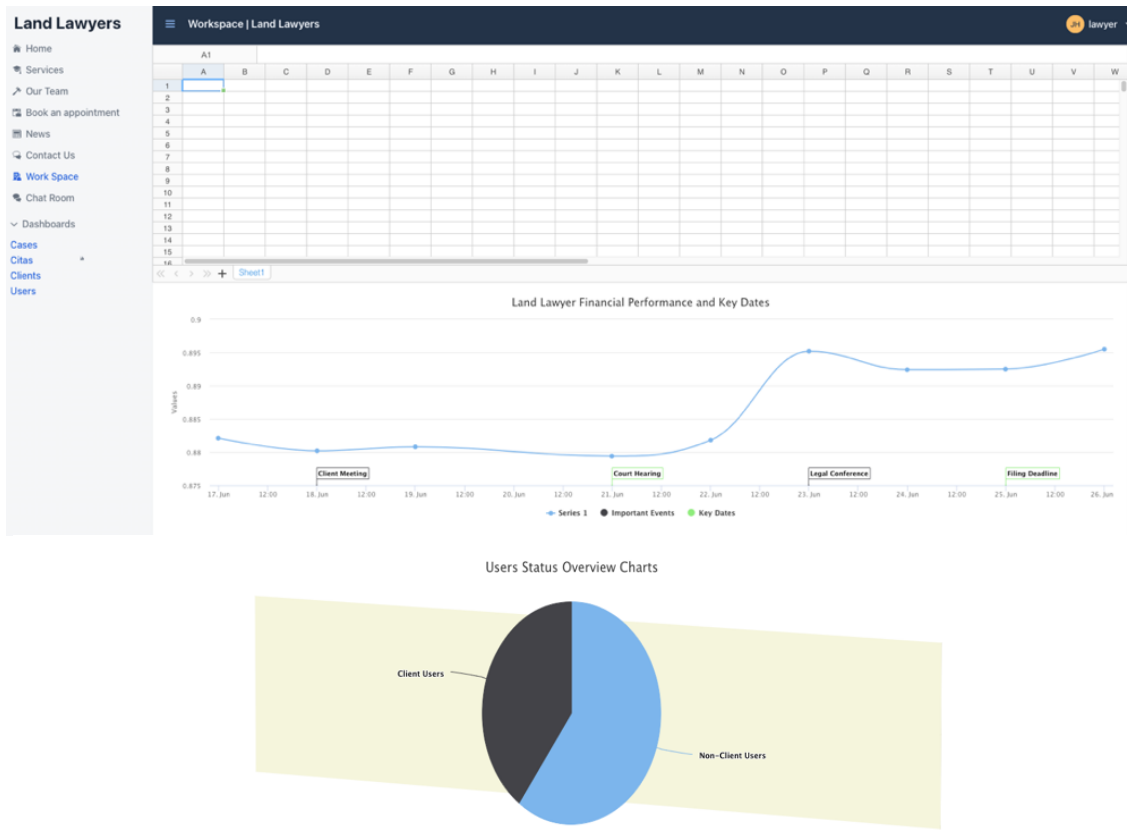 Land Lawyers
Home
Services
Our Team
Book an appointment
News
Contact Us
Work Space
Chat Room
Dashboards
Cases
Citas
Clients
Users
Workspace | Land Lawyers
JH lawyer
A1
A B C D E F G H I J K L M N O P Q R S T U V W
1
2
3
4
5
6
7
8
9
10
11
12
13
14
15
16
Sheet1
Land Lawyer Financial Performance and Key Dates
Values
0.9
0.895
0.89
0.885
0.88
0.875
Client Meeting Court Hearing Legal Conference Filing Deadline
17. Jun 12:00 18. Jun 12:00 19. Jun 12:00 20. Jun 12:00 21. Jun 12:00 22. Jun 12:00 23. Jun 12:00 24. Jun 12:00 25. Jun 12:00 26. Jun
Series 1 Important Events Key Dates
Users Status Overview Charts
Client Users
Non-Client Users